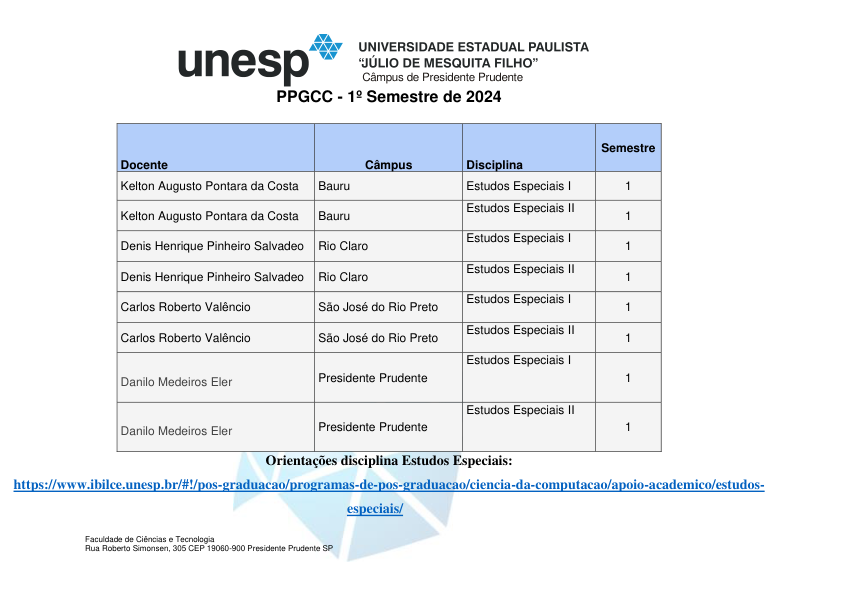 unesp
UNIVERSIDADE ESTADUAL PAULISTA
“JÚLIO DE MESQUITA FILHO”
Câmpus de Presidente Prudente
PPGCC - 1º Semestre de 2024
Docente Câmpus Disciplina Semestre
Kelton Augusto Pontara da Costa Bauru Estudos Especiais I 1
Kelton Augusto Pontara da Costa Bauru Estudos Especiais II 1
Denis Henrique Pinheiro Salvadeo Rio Claro Estudos Especiais I 1
Denis Henrique Pinheiro Salvadeo Rio Claro Estudos Especiais II 1
Carlos Roberto Valêncio São José do Rio Preto Estudos Especiais I 1
Carlos Roberto Valêncio São José do Rio Preto Estudos Especiais II 1
Danilo Medeiros Eler Presidente Prudente Estudos Especiais I 1
Danilo Medeiros Eler Presidente Prudente Estudos Especiais II 1
Orientações disciplina Estudos Especiais:
https://www.ibilce.unesp.br/#!/pos-graduacao/programas-de-pos-graduacao/ciencia-da-computacao/apoio-academico/estudos-
especiais/
Faculdade de Ciências e Tecnologia
Rua Roberto Simonsen, 305 CEP 19060-900 Presidente Prudente SP